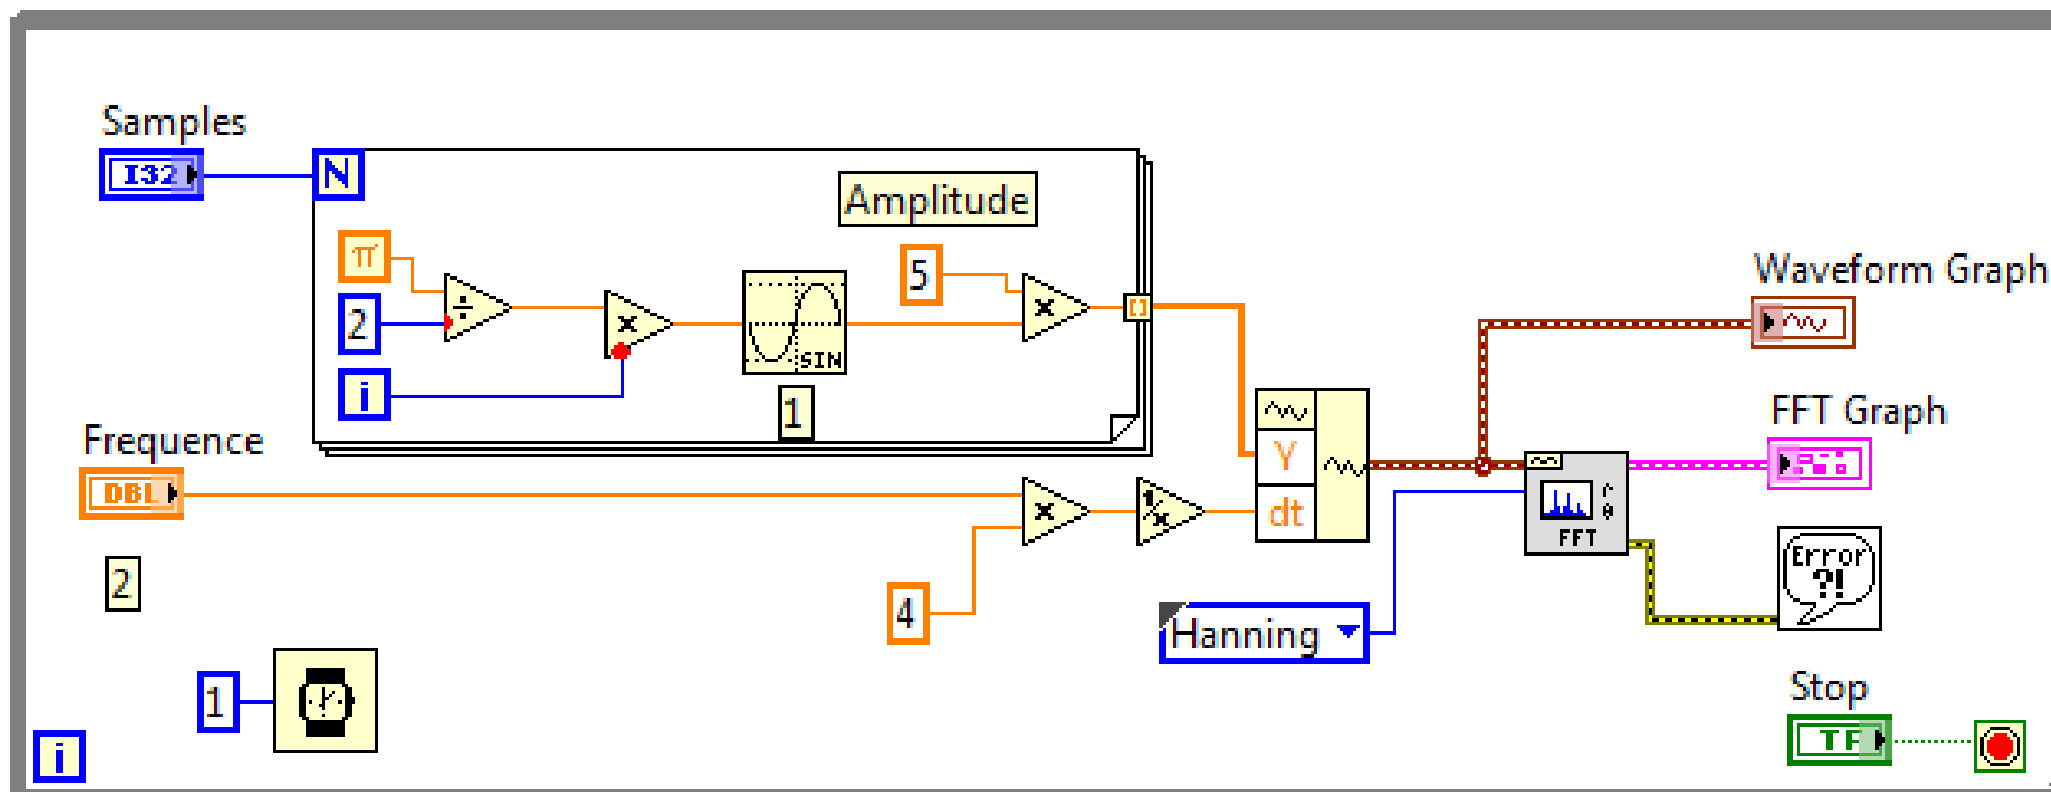 Samples
I32
N
Amplitude
π
÷
2
x
i
SIN
1
5
x
Waveform Graph
FFT Graph
Frequence
DBL
Y
dt
x
1/x
4
2
Hanning
FFT
r
θ
Error
?!
1
i
Stop
TF